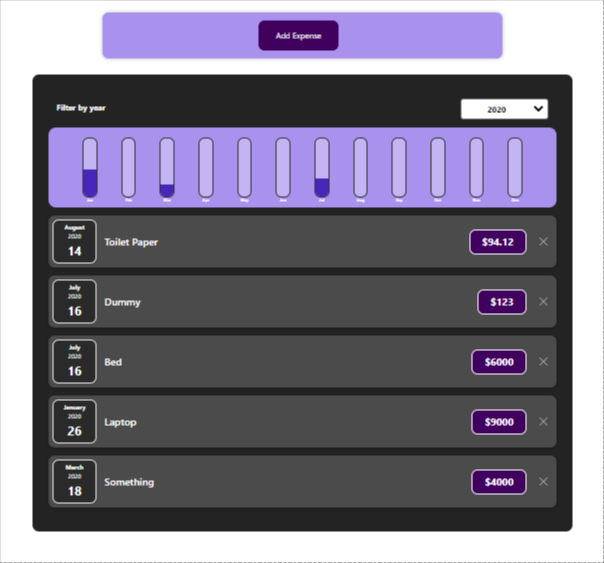 Add Expense
Filter by year
2020
Jan Feb Mar Apr May Jun Jul Aug Sep Oct Nov Dec
August
2020
14
Toilet Paper
$94.12
July
2020
16
Dummy
$123
July
2020
16
Bed
$6000
January
2020
26
Laptop
$9000
March
2020
18
Something
$4000